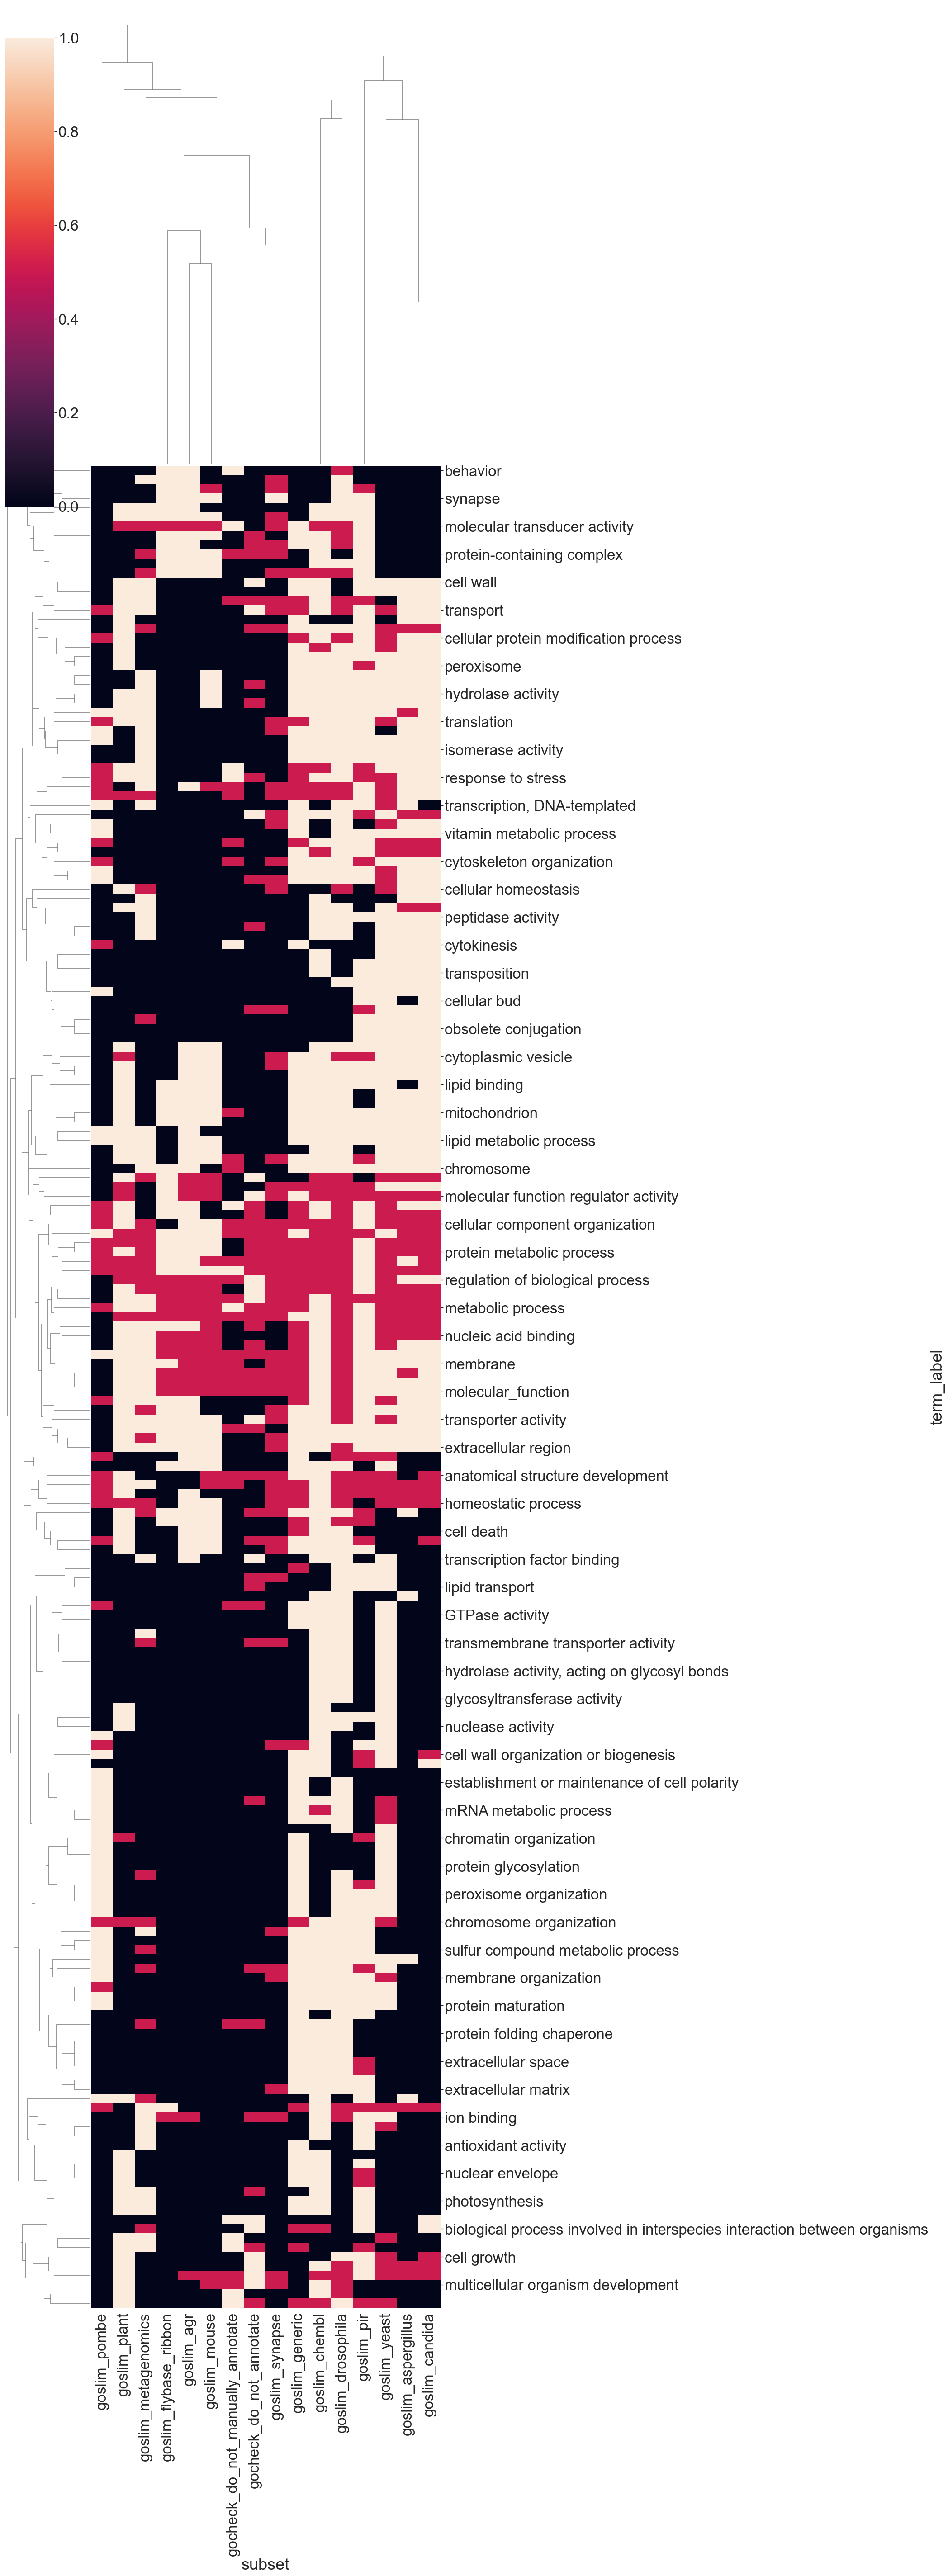 1.0
0.8
0.6
0.4
0.2
0.0
behavior
synapse
molecular transducer activity
protein-containing complex
cell wall
transport
cellular protein modification process
peroxisome
hydrolase activity
translation
isomerase activity
response to stress
transcription, DNA-templated
vitamin metabolic process
cytoskeleton organization
cellular homeostasis
peptidase activity
cytokinesis
transposition
cellular bud
obsolete conjugation
cytoplasmic vesicle
lipid binding
mitochondrion
lipid metabolic process
chromosome
molecular function regulator activity
cellular component organization
protein metabolic process
regulation of biological process
metabolic process
nucleic acid binding
membrane
molecular_function
transporter activity
extracellular region
anatomical structure development
homeostatic process
cell death
transcription factor binding
lipid transport
GTPase activity
transmembrane transporter activity
hydrolase activity, acting on glycosyl bonds
glycosyltransferase activity
nuclease activity
cell wall organization or biogenesis
establishment or maintenance of cell polarity
mRNA metabolic process
chromatin organization
protein glycosylation
peroxisome organization
chromosome organization
sulfur compound metabolic process
membrane organization
protein maturation
protein folding chaperone
extracellular space
extracellular matrix
ion binding
antioxidant activity
nuclear envelope
photosynthesis
biological process involved in interspecies interaction between organisms
cell growth
multicellular organism development
term_label
goslim_pombe
goslim_plant
goslim_metagenomics
goslim_flybase_ribbon
goslim_agr
goslim_mouse
gocheck_do_not_manually_annotate
gocheck_do_not_annotate
goslim_synapse
goslim_generic
goslim_chembl
goslim_drosophila
goslim_pir
goslim_yeast
goslim_aspergillus
goslim_candida
subset